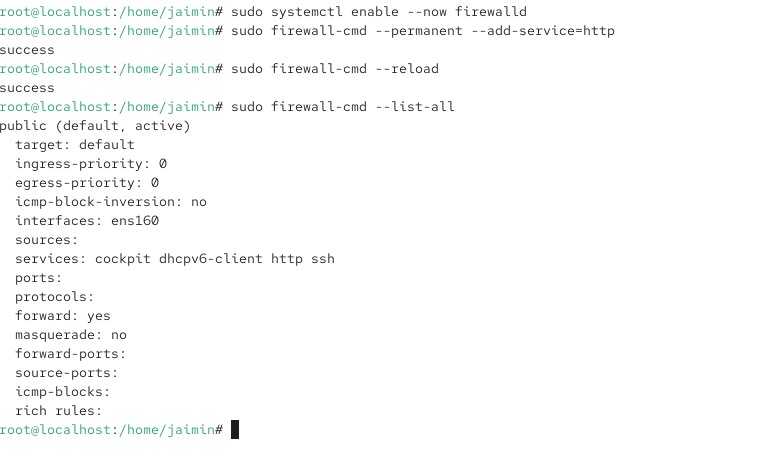 root@localhost:/home/jaimin# sudo systemctl enable --now firewalld
root@localhost:/home/jaimin# sudo firewall-cmd --permanent --add-service=http
success
root@localhost:/home/jaimin# sudo firewall-cmd --reload
success
root@localhost:/home/jaimin# sudo firewall-cmd --list-all
public (default, active)
  target: default
  ingress-priority: 0
  egress-priority: 0
  icmp-block-inversion: no
  interfaces: ens160
  sources:
  services: cockpit dhcpv6-client http ssh
  ports:
  protocols:
  forward: yes
  masquerade: no
  forward-ports:
  source-ports:
  icmp-blocks:
  rich rules:
root@localhost:/home/jaimin#